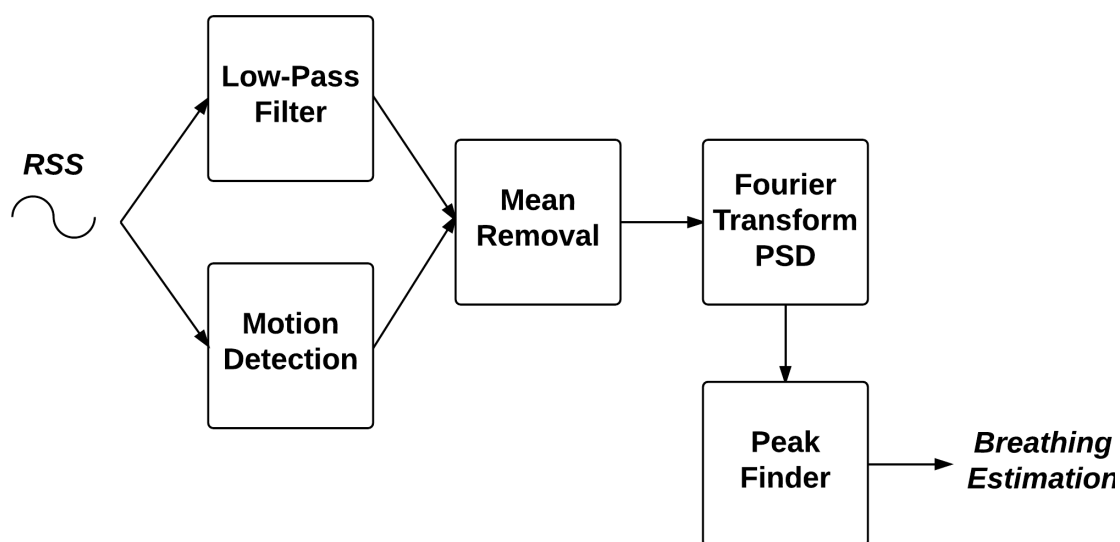 RSS
Low-Pass
Filter
Motion
Detection
Mean
Removal
Fourier
Transform
PSD
Peak
Finder
Breathing
Estimation